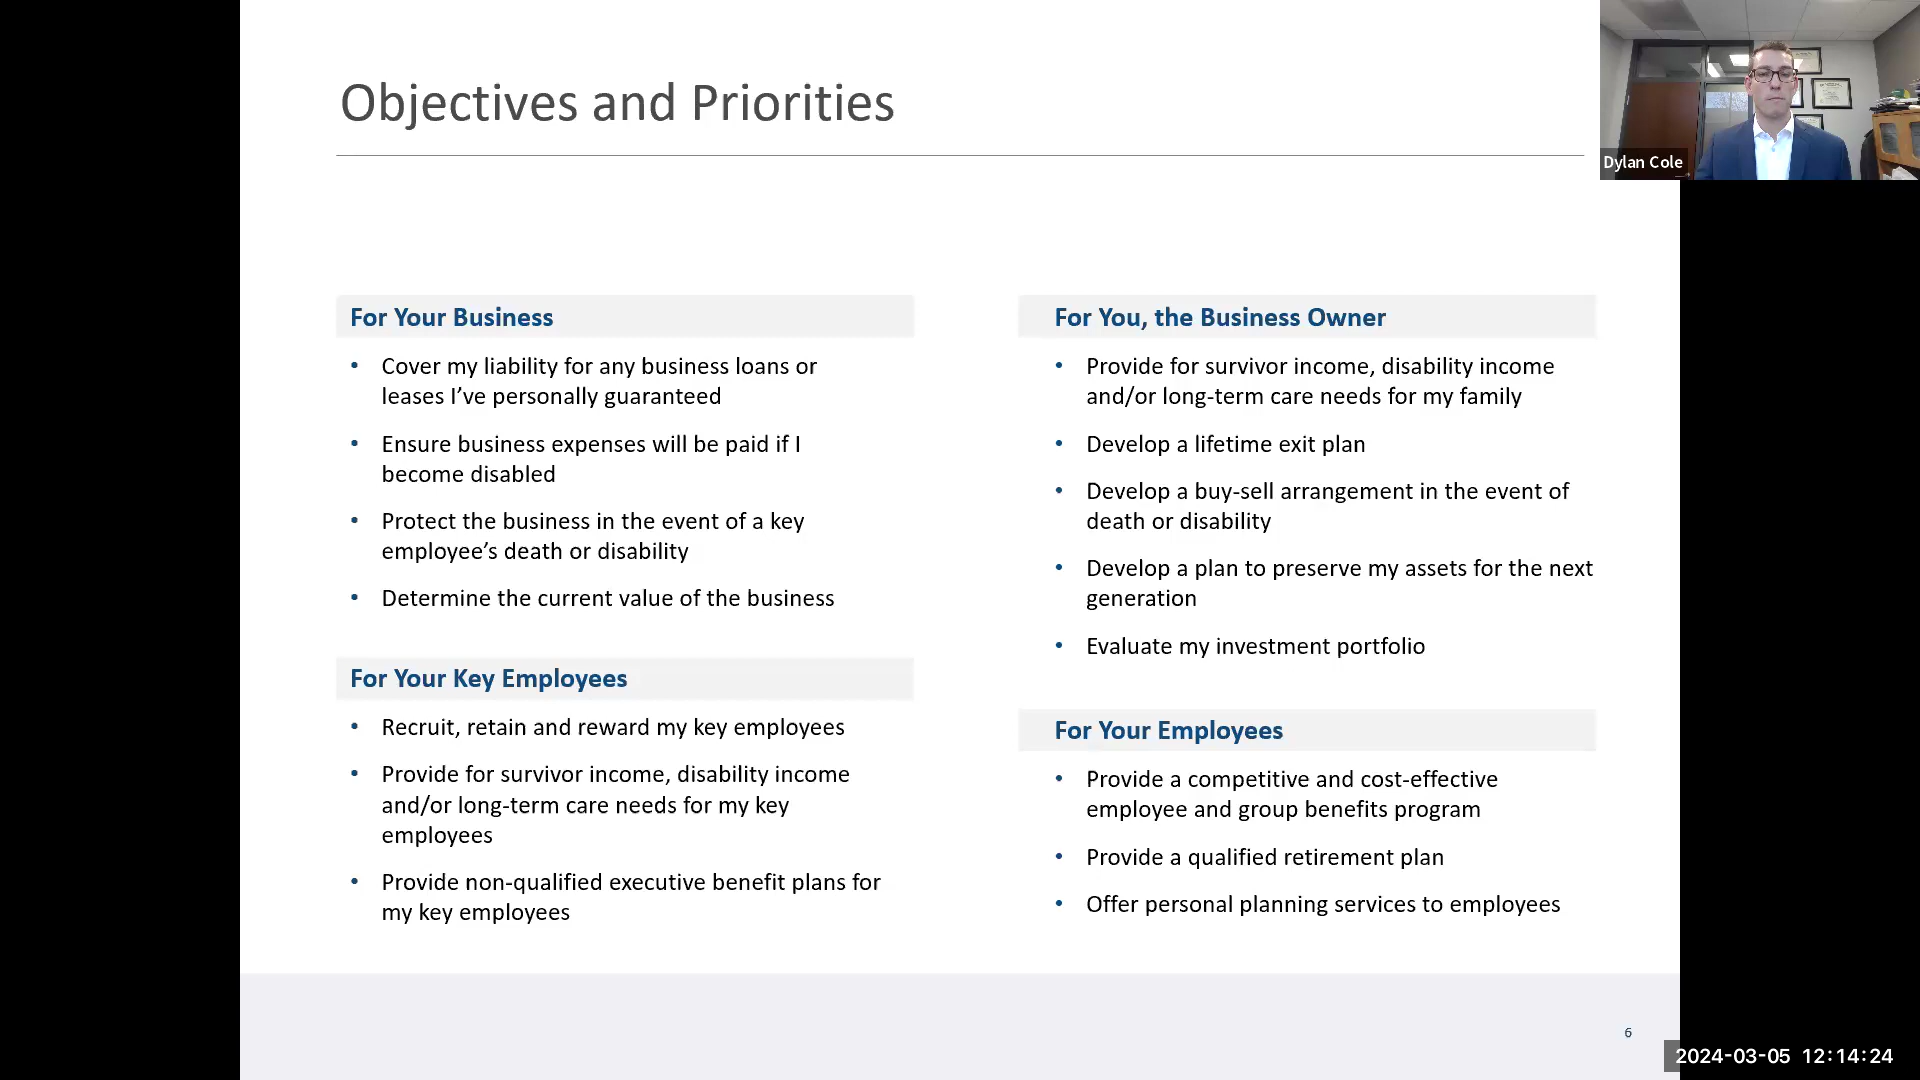 Objectives and Priorities
Dylan Cole
For Your Business
• Cover my liability for any business loans or
leases I’ve personally guaranteed
• Ensure business expenses will be paid if I
become disabled
• Protect the business in the event of a key
employee’s death or disability
• Determine the current value of the business
For Your Key Employees
• Recruit, retain and reward my key employees
• Provide for survivor income, disability income
and/or long-term care needs for my key
employees
• Provide non-qualified executive benefit plans for
my key employees
For You, the Business Owner
• Provide for survivor income, disability income
and/or long-term care needs for my family
• Develop a lifetime exit plan
• Develop a buy-sell arrangement in the event of
death or disability
• Develop a plan to preserve my assets for the next
generation
• Evaluate my investment portfolio
For Your Employees
• Provide a competitive and cost-effective
employee and group benefits program
• Provide a qualified retirement plan
• Offer personal planning services to employees
6
2024-03-05 12:14:24